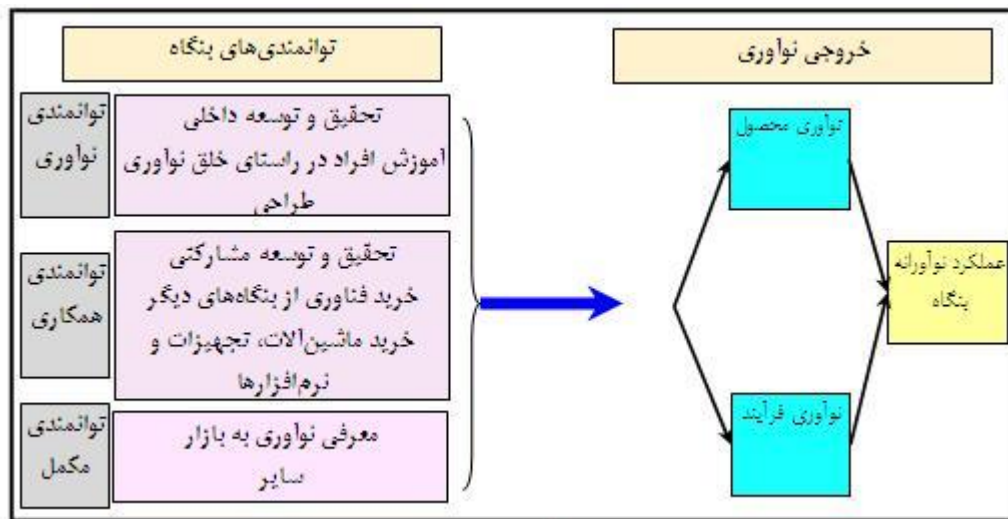 توانمندی‌های بنگاه
خروجی نوآوری
توانمندی
نوآوری
تحقیق و توسعه داخلی
آموزش افراد در راستای خلق نوآوری
طراحی
توانمندی
همکاری
تحقیق و توسعه مشارکتی
خرید فناوری از بنگاه‌های دیگر
خرید ماشین‌آلات، تجهیزات و
نرم‌افزارها
توانمندی
مکمل
معرفی نوآوری به بازار
سایر
نوآوری محصول
نوآوری فرآیند
عملکرد نوآورانه
بنگاه